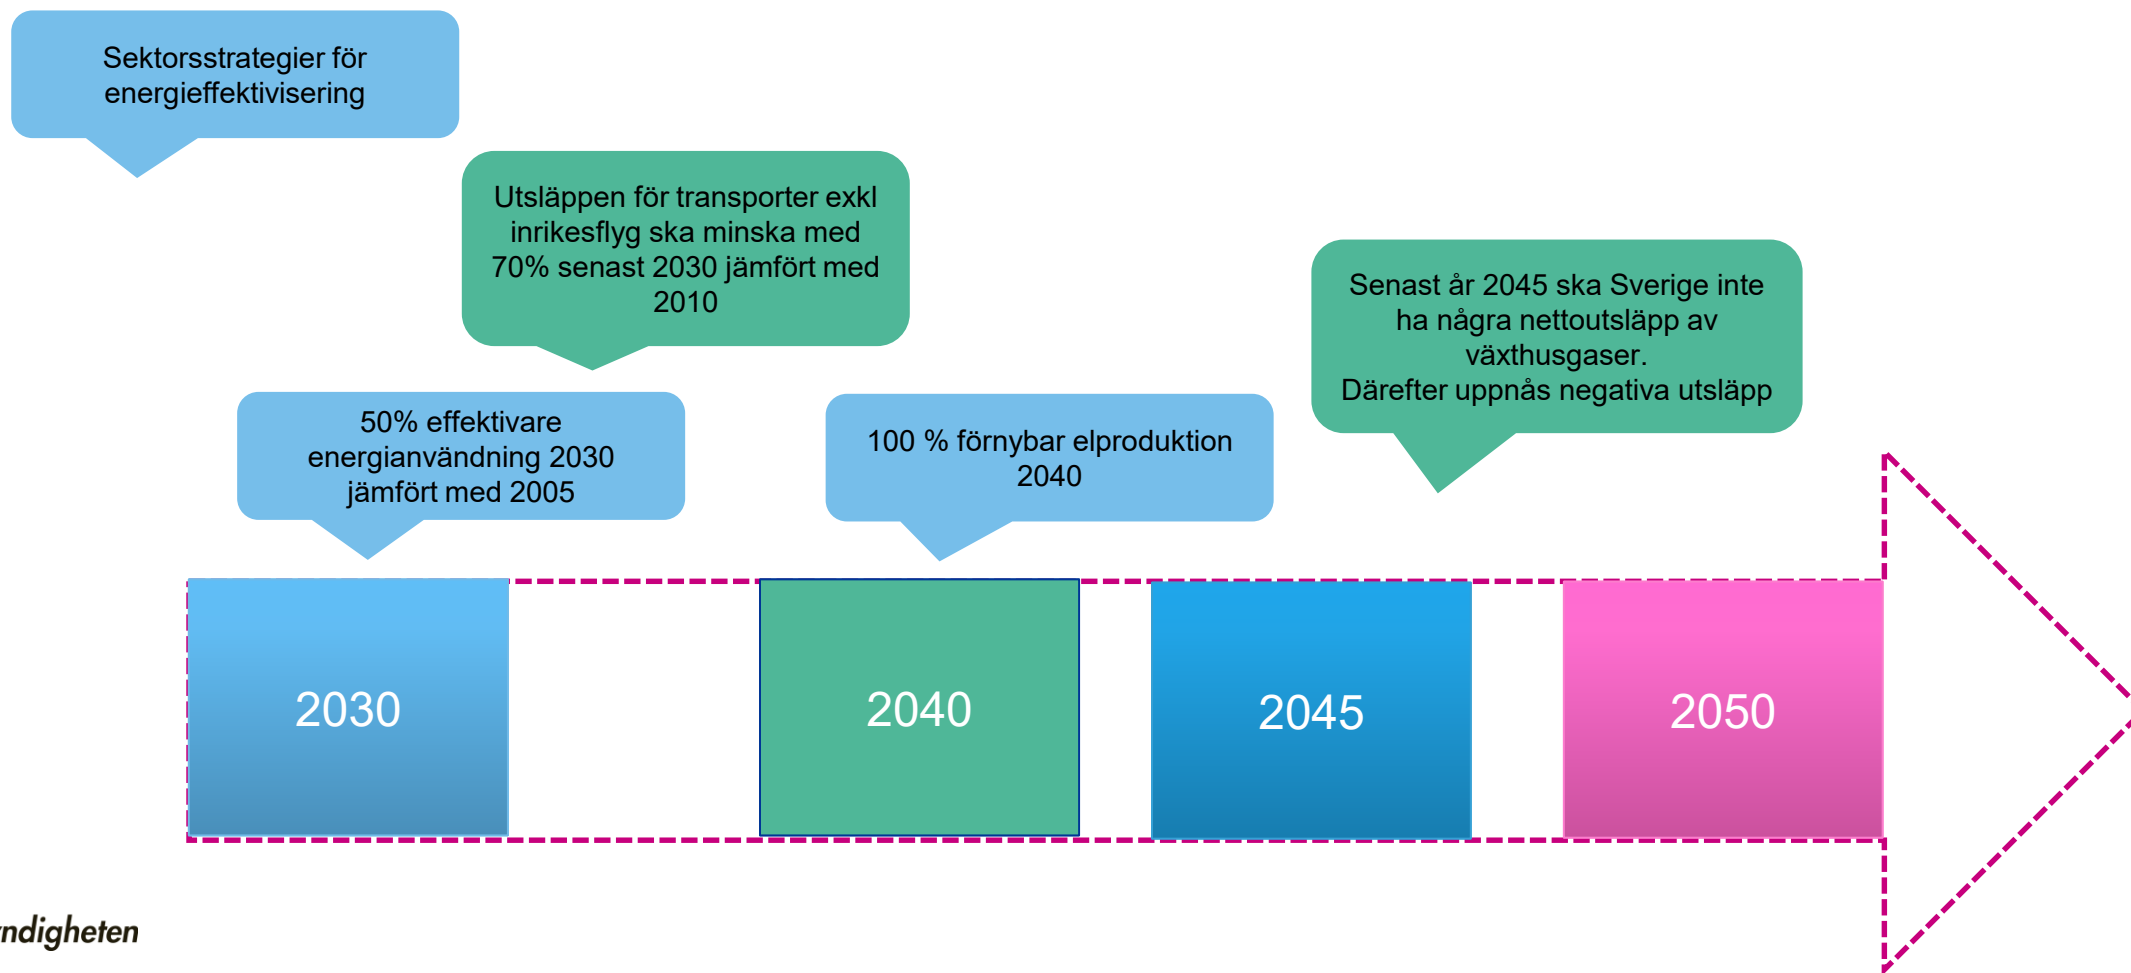 Sektorsstrategier för
energieffektivisering
Utsläppen för transporter exkl
inrikesflyg ska minska med
70% senast 2030 jämfört med
2010
Senast år 2045 ska Sverige inte
ha några nettoutsläpp av
växthusgaser.
Därefter uppnås negativa utsläpp
50% effektivare
energianvändning 2030
jämfört med 2005
100 % förnybar elproduktion
2040
2030
2040
2045
2050